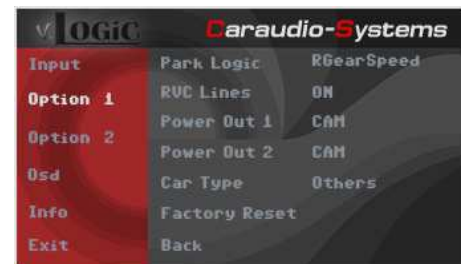 v.LOGiC Caraudio-Systems
Input Park Logic RGearSpeed
Option 1 RVC Lines ON
Power Out 1 CAM
Option 2 Power Out 2 CAM
Osd Car Type Others
Info Factory Reset
Exit Back